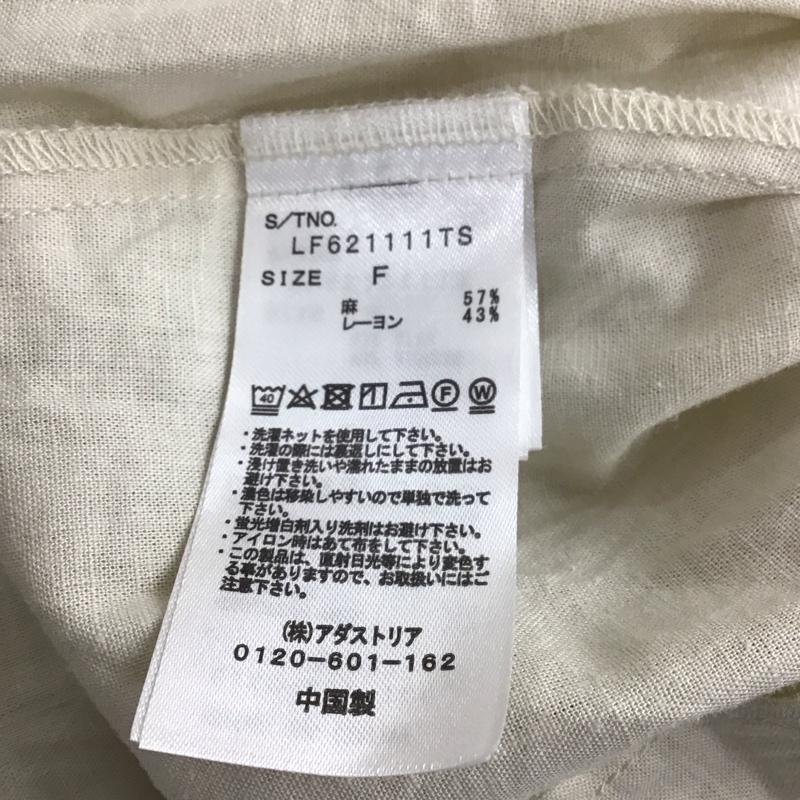 S/TNO.
LF621111TS
SIZE F
麻 57%
レーヨン 43%
40 F W
・洗濯ネットを使用して下さい。
・洗濯の際には裏返しにして下さい。
・浸け置き洗いや濡れたままの放置はお
避け下さい。
・濃色は移染しやすいので単独で洗って
下さい。
・蛍光増白剤入り洗剤はお避け下さい。
・アイロン時はあて布をして下さい。
・この製品は、直射日光等により変色す
る事がありますので、お取扱いにはご
注意下さい。
(株)アダストリア
0120-601-162
中国製